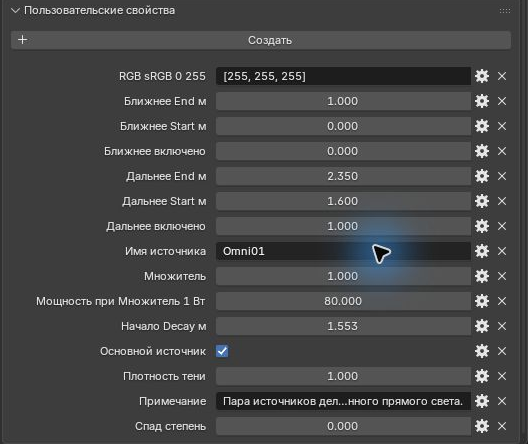 Пользовательские свойства
Создать
RGB sRGB 0 255 [255, 255, 255]
Ближнее End м 1.000
Ближнее Start м 0.000
Ближнее включено 0.000
Дальнее End м 2.350
Дальнее Start м 1.600
Дальнее включено 1.000
Имя источника Omni01
Множитель 1.000
Мощность при Множитель 1 Вт 80.000
Начало Decay м 1.553
Основной источник
Плотность тени 1.000
Примечание Пара источников дел...нного прямого света.
Спад степень 0.000